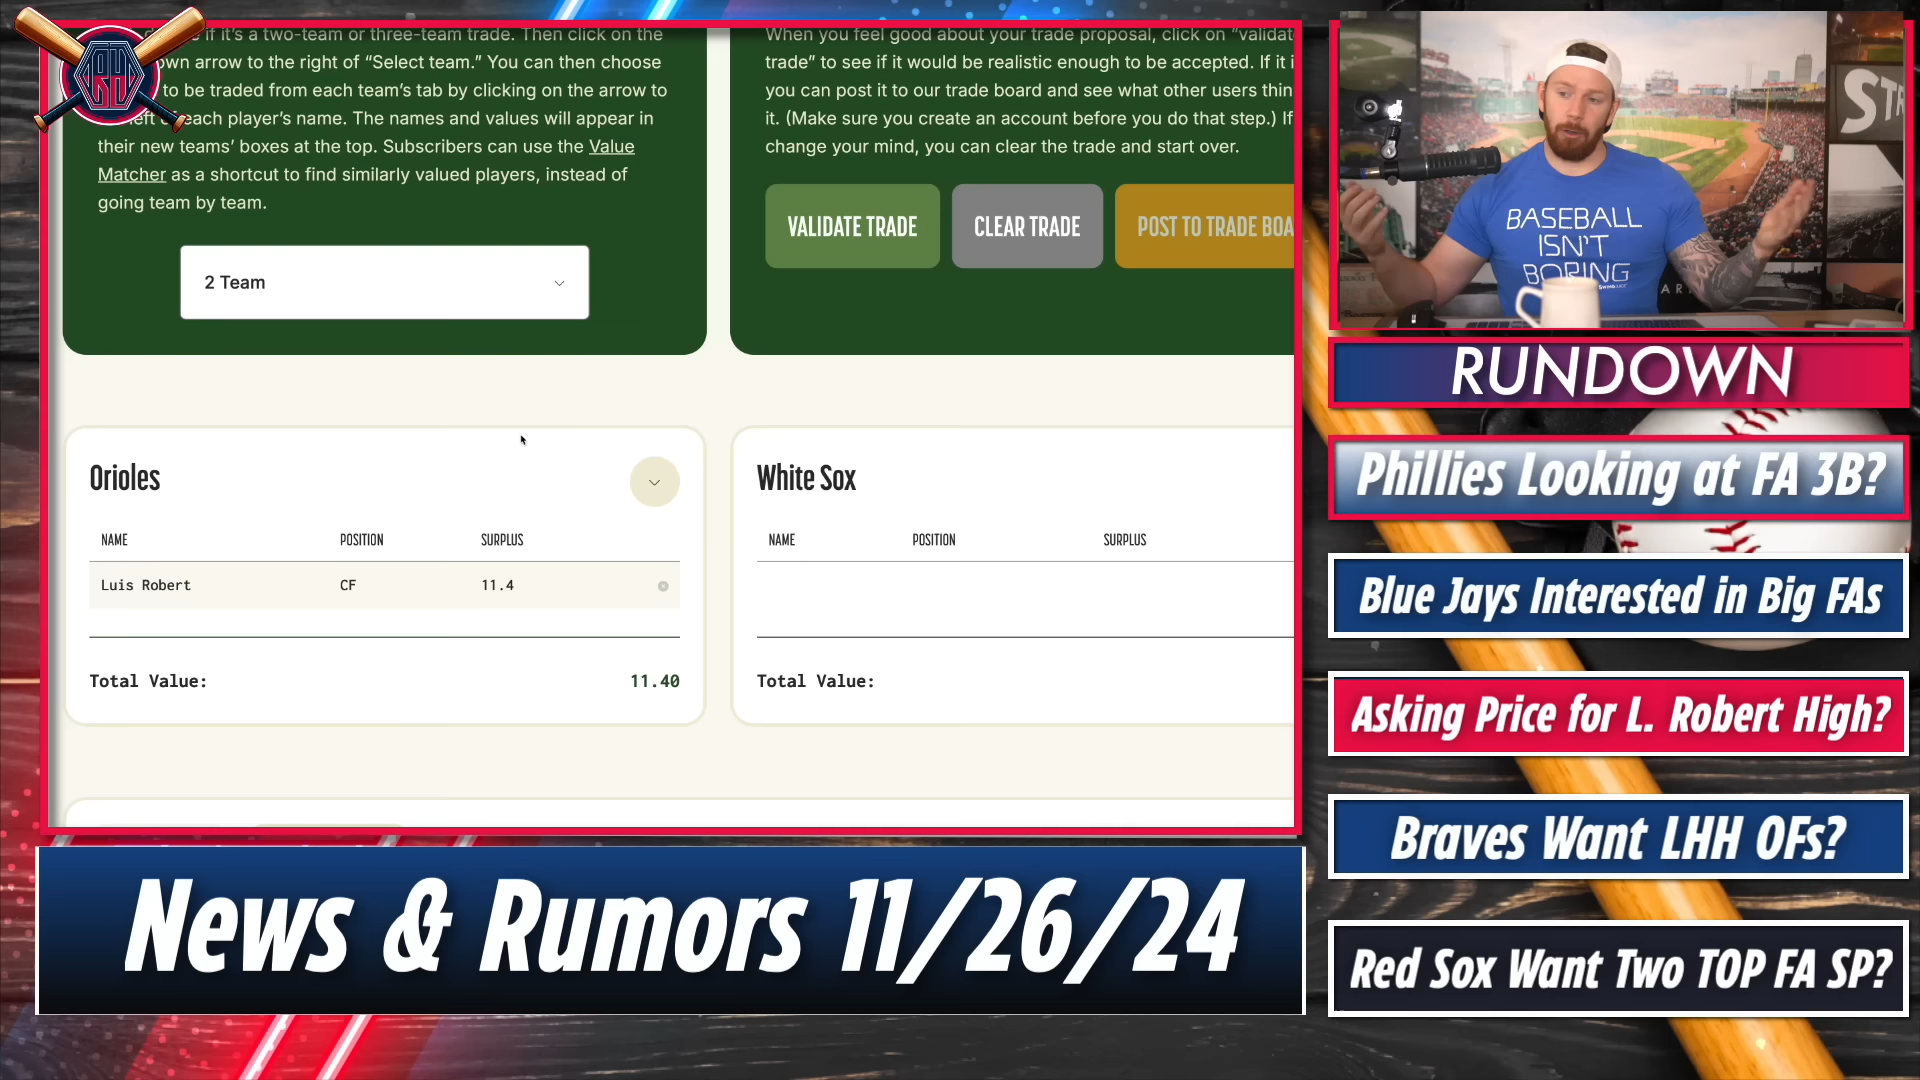 if it's a two-team or three-team trade. Then click on the
own arrow to the right of “Select team.” You can then choose
to be traded from each team's tab by clicking on the arrow to
each player's name. The names and values will appear in
their new teams' boxes at the top. Subscribers can use the Value
Matcher as a shortcut to find similarly valued players, instead of
going team by team.
2 Team
When you feel good about your trade proposal, click on “validat
trade” to see if it would be realistic enough to be accepted. If it i
you can post it to our trade board and see what other users thin
it. (Make sure you create an account before you do that step.) If
change your mind, you can clear the trade and start over.
VALIDATE TRADE
CLEAR TRADE
POST TO TRADE BOA
Orioles
NAME POSITION SURPLUS
Luis Robert CF 11.4
Total Value: 11.40
White Sox
NAME POSITION SURPLUS
Total Value:
News & Rumors 11/26/24
STR
BASEBALL
ISN'T
BORING
RUNDOWN
Phillies Looking at FA 3B?
Blue Jays Interested in Big FAs
Asking Price for L. Robert High?
Braves Want LHH OFs?
Red Sox Want Two TOP FA SP?